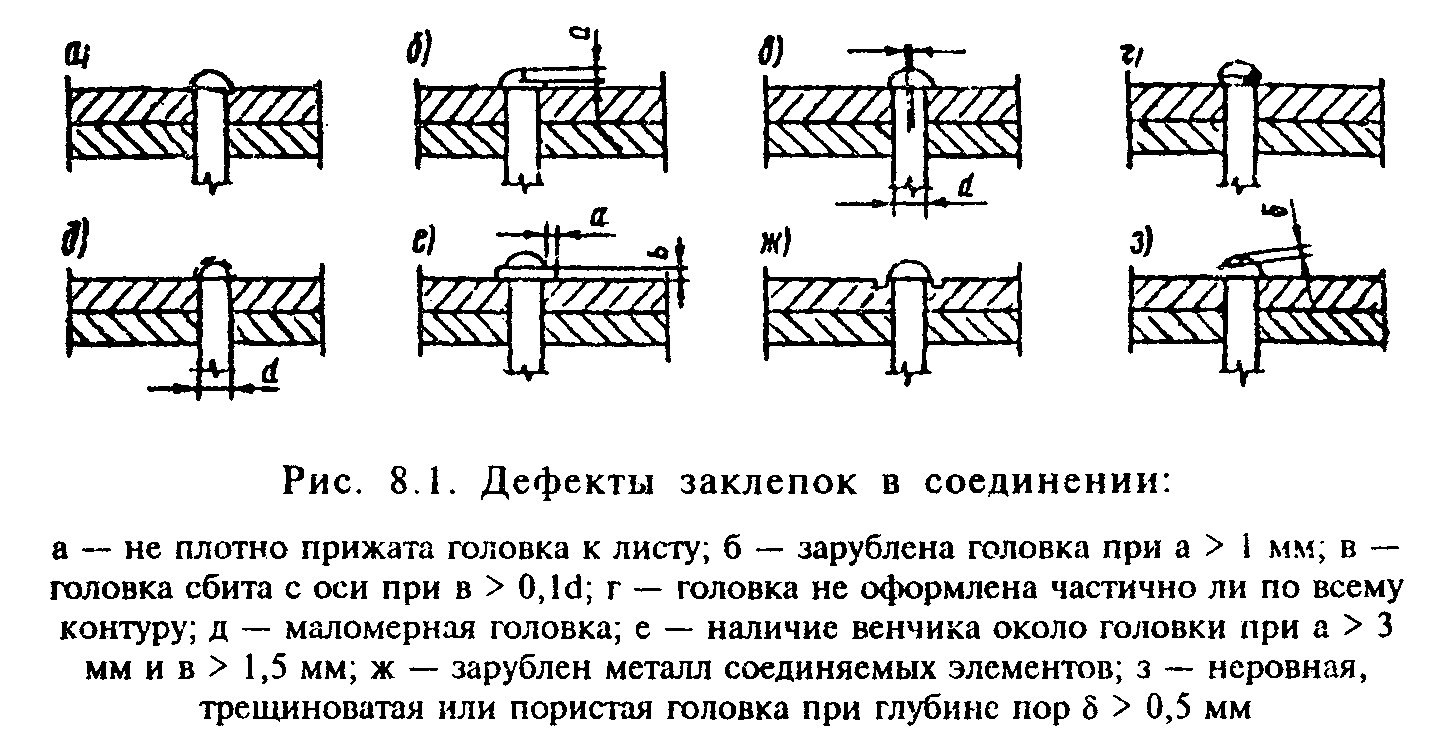 а) б) а в) г)
d
д) е) а в ж) з) б
d
Рис. 8.1. Дефекты заклепок в соединении:
а — не плотно прижата головка к листу; б — зарублена головка при а > 1 мм; в —
головка сбита с оси при в > 0,1d; г — головка не оформлена частично ли по всему
контуру; д — маломерная головка; е — наличие венчика около головки при а > 3
мм и в > 1,5 мм; ж — зарублен металл соединяемых элементов; з — неровная,
трещиноватая или пористая головка при глубине пор δ > 0,5 мм